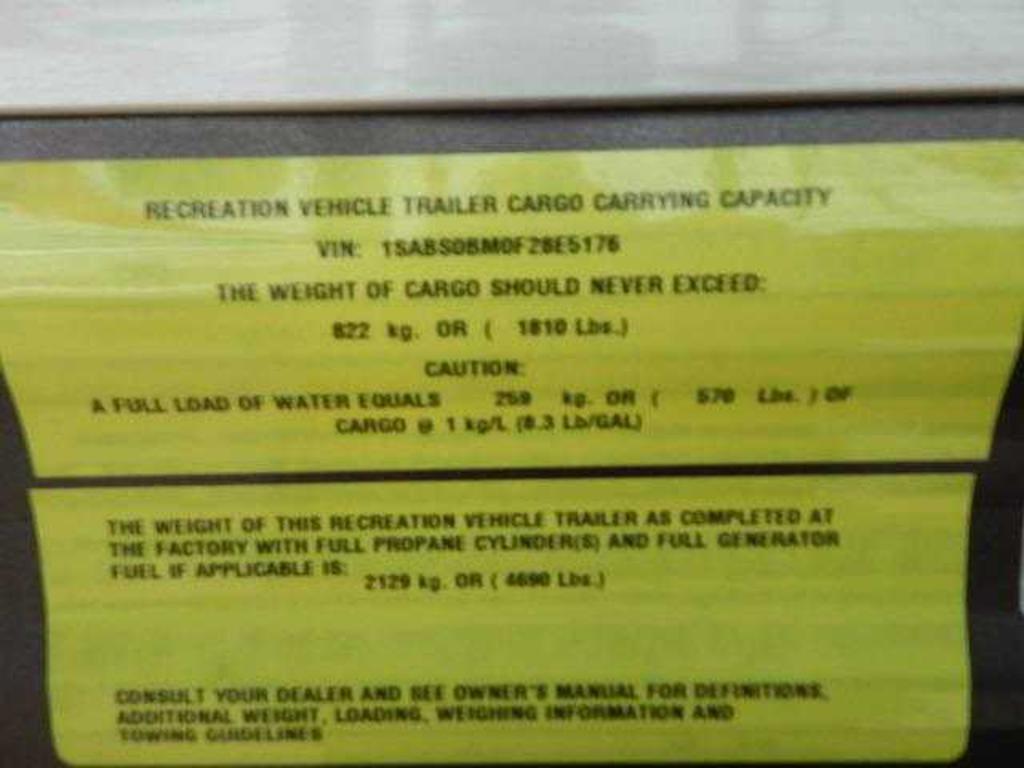 RECREATION VEHICLE TRAILER CARGO CARRYING CAPACITY
VIN: 1SABS0BM0F28E5176
THE WEIGHT OF CARGO SHOULD NEVER EXCEED:
822 kg. OR ( 1810 Lbs.)
CAUTION:
A FULL LOAD OF WATER EQUALS 259 kg. OR ( 570 Lbs. ) OF
CARGO @ 1 kg/L (8.3 Lb/GAL)
THE WEIGHT OF THIS RECREATION VEHICLE TRAILER AS COMPLETED AT
THE FACTORY WITH FULL PROPANE CYLINDER(S) AND FULL GENERATOR
FUEL IF APPLICABLE IS:
2129 kg. OR ( 4690 Lbs.)
CONSULT YOUR DEALER AND SEE OWNER'S MANUAL FOR DEFINITIONS,
ADDITIONAL WEIGHT, LOADING, WEIGHING INFORMATION AND
TOWING GUIDELINES